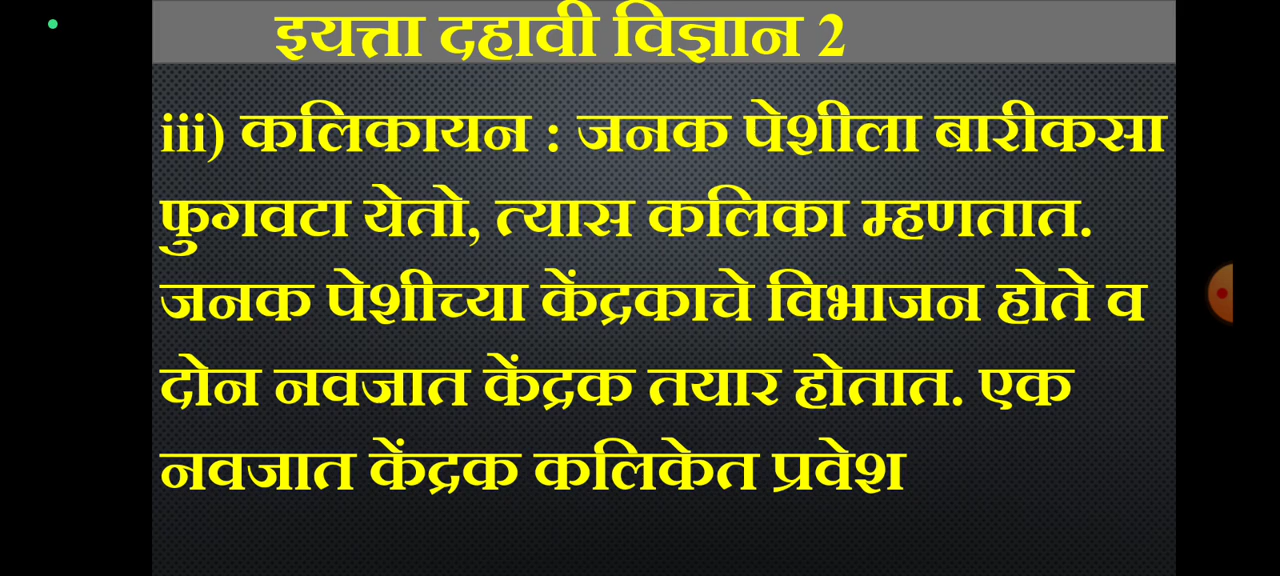 इयत्ता दहावी विज्ञान 2
iii) कलिकायन : जनक पेशीला बारीकसा
फुगवटा येतो, त्यास कलिका म्हणतात.
जनक पेशीच्या केंद्रकाचे विभाजन होते व
दोन नवजात केंद्रक तयार होतात. एक
नवजात केंद्रक कलिकेत प्रवेश